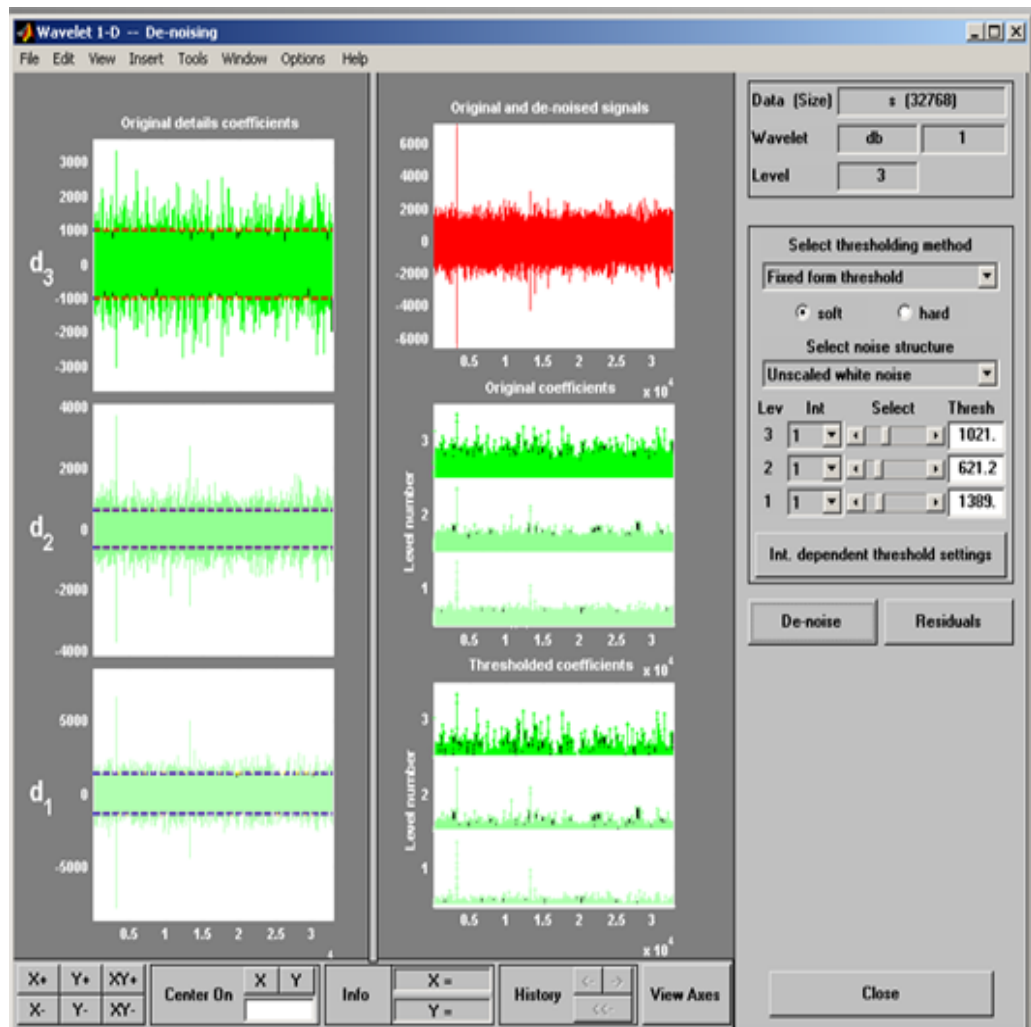 Wavelet 1-D -- De-noising
File Edit View Insert Tools Window Options Help
Original details coefficients
3000
2000
1000
0
-1000
-2000
-3000
d3
4000
2000
0
-2000
-4000
d2
5000
0
-5000
d1
0.5 1 1.5 2 2.5 3
4
Original and de-noised signals
6000
4000
2000
0
-2000
-4000
-6000
0.5 1 1.5 2 2.5 3
x 10^4
Original coefficients
Level number
3
2
1
0.5 1 1.5 2 2.5 3
x 10^4
Thresholded coefficients
Level number
3
2
1
0.5 1 1.5 2 2.5 3
x 10^4
Data (Size) s (32768)
Wavelet db 1
Level 3
Select thresholding method
Fixed form threshold
soft hard
Select noise structure
Unscaled white noise
Lev Int Select Thresh
3 1 1021.
2 1 621.2
1 1 1389.
Int. dependent threshold settings
De-noise Residuals
X+ Y+ XY+
X- Y- XY-
Center On X Y
Info X =
Y =
History <- ->
<<-
View Axes
Close